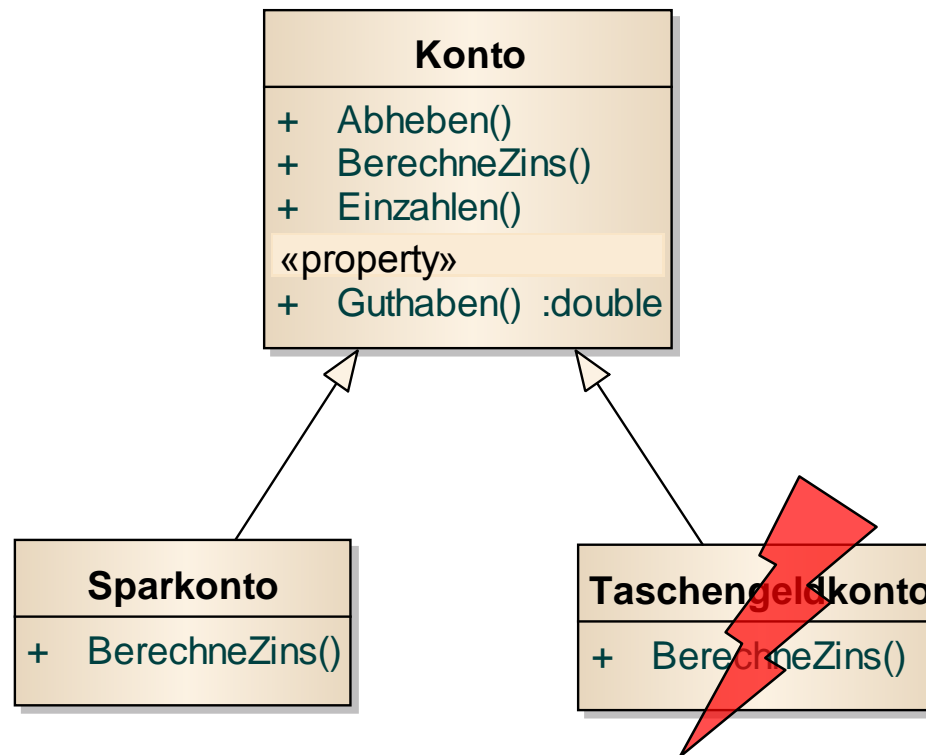 Konto
+ Abheben()
+ BerechneZins()
+ Einzahlen()
«property»
+ Guthaben() :double
Sparkonto
+ BerechneZins()
Taschengeldkonto
+ BerechneZins()